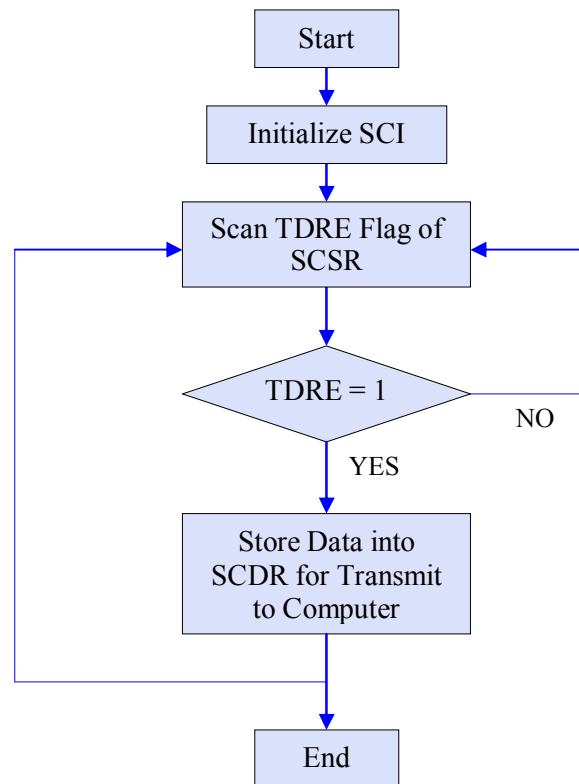 Start
Initialize SCI
Scan TDRE Flag of
SCSR
TDRE = 1
NO
YES
Store Data into
SCDR for Transmit
to Computer
End